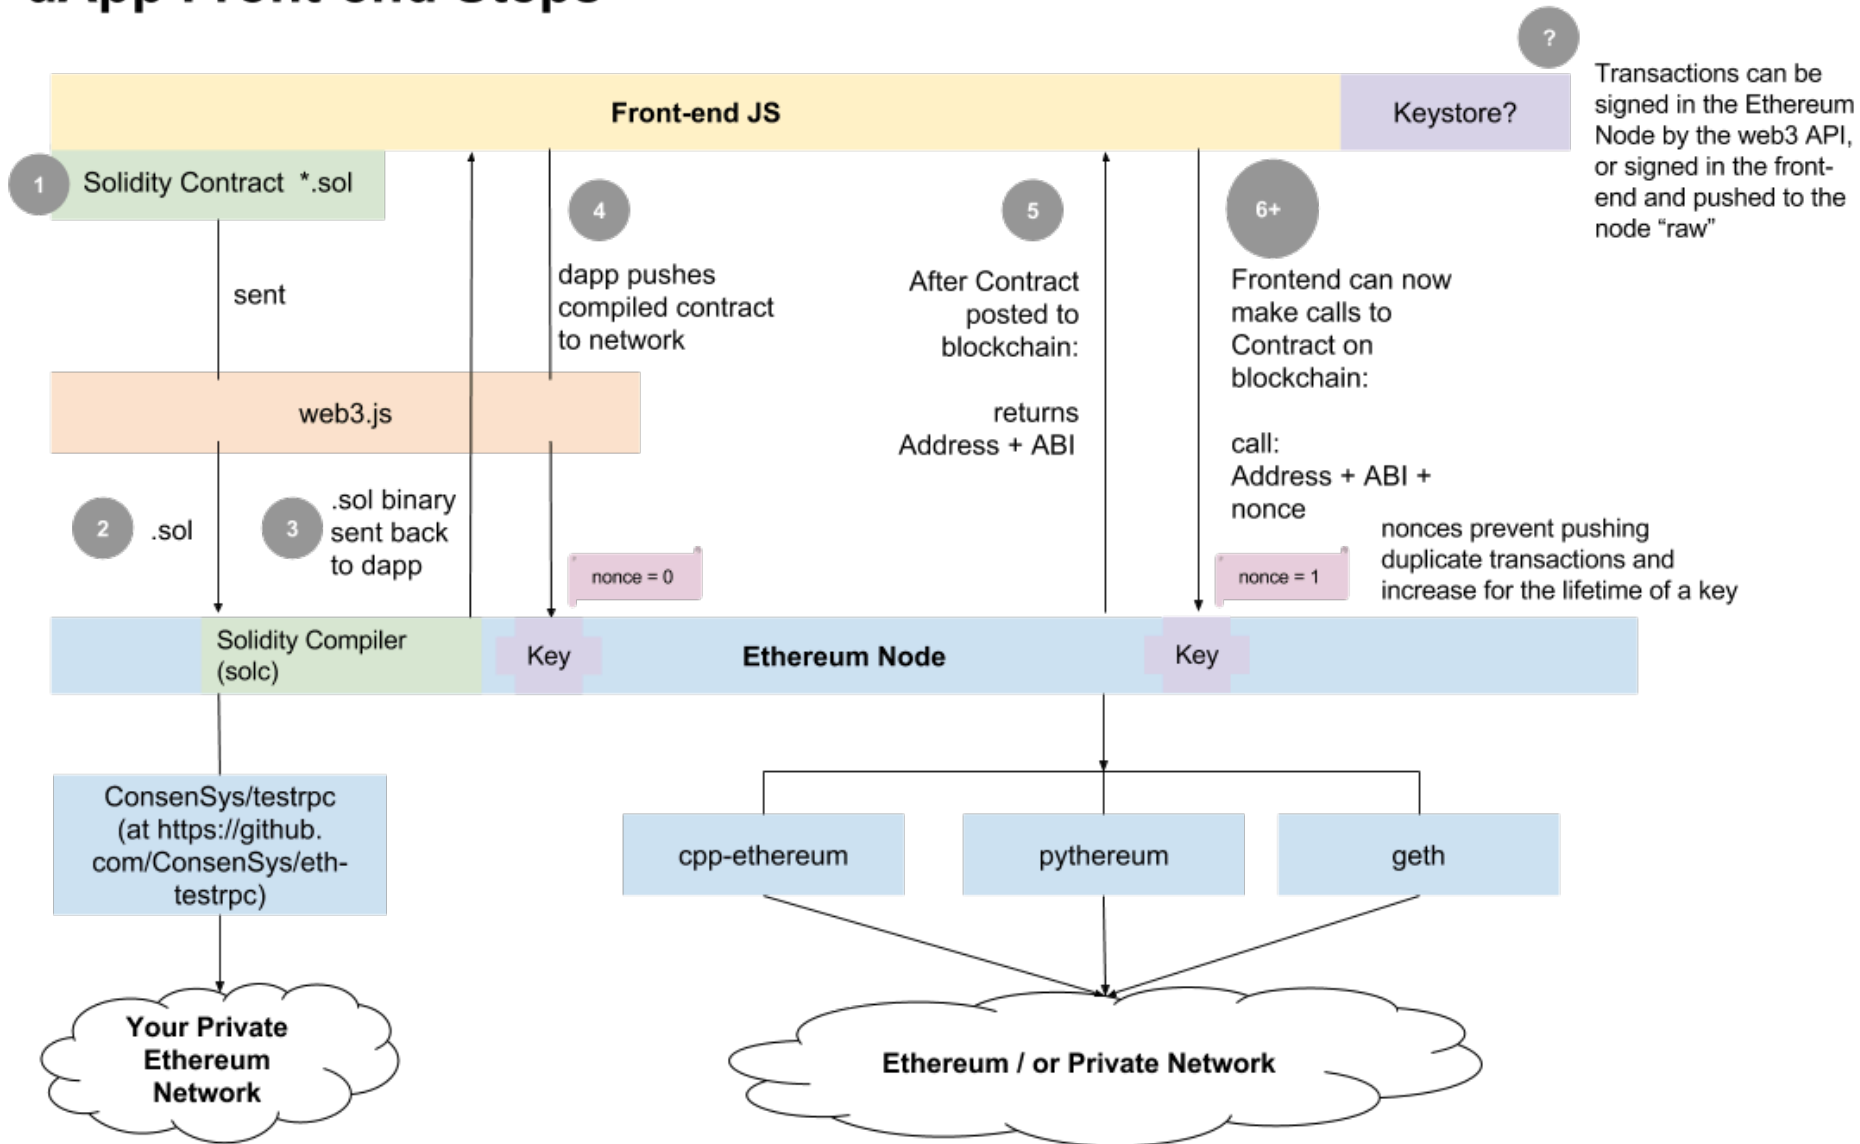 dApp Front-end Steps
?
Transactions can be
signed in the Ethereum
Node by the web3 API,
or signed in the front-
end and pushed to the
node “raw”
Front-end JS
Keystore?
1
Solidity Contract *.sol
4
5
6+
sent
dapp pushes
compiled contract
to network
After Contract
posted to
blockchain:
returns
Address + ABI
Frontend can now
make calls to
Contract on
blockchain:
call:
Address + ABI +
nonce
web3.js
2
.sol
3
.sol binary
sent back
to dapp
nonce = 0
nonce = 1
nonces prevent pushing
duplicate transactions and
increase for the lifetime of a key
Solidity Compiler
(solc)
Key
Ethereum Node
Key
ConsenSys/testrpc
(at https://github.
com/ConsenSys/eth-
testrpc)
cpp-ethereum
pythereum
geth
Your Private
Ethereum
Network
Ethereum / or Private Network